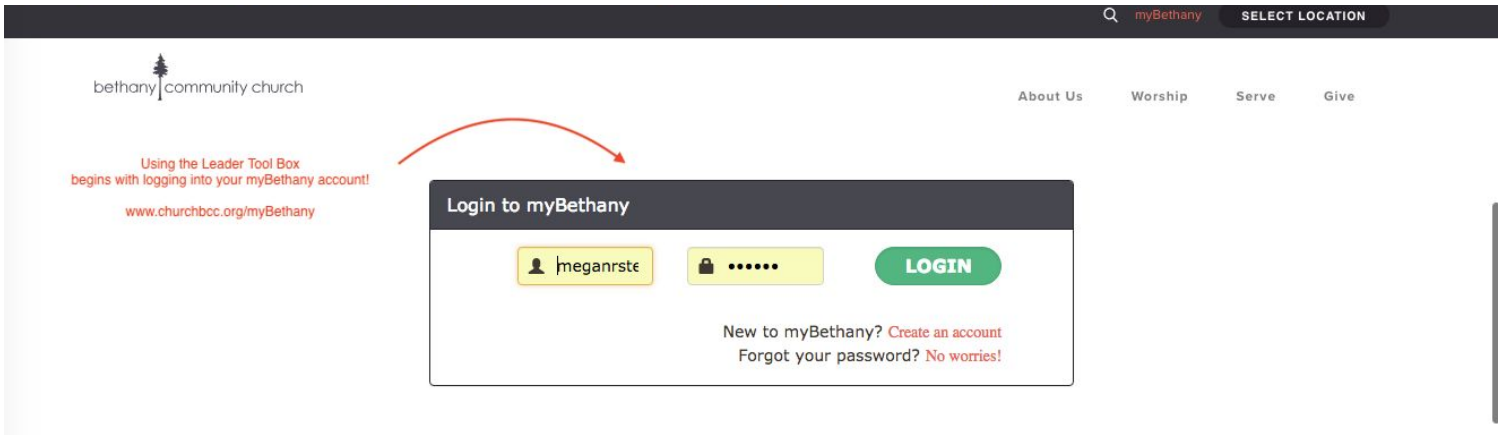 myBethany SELECT LOCATION
bethany community church
About Us Worship Serve Give
Using the Leader Tool Box
begins with logging into your myBethany account!
www.churchbcc.org/myBethany
Login to myBethany
meganrste •••••• LOGIN
New to myBethany? Create an account
Forgot your password? No worries!